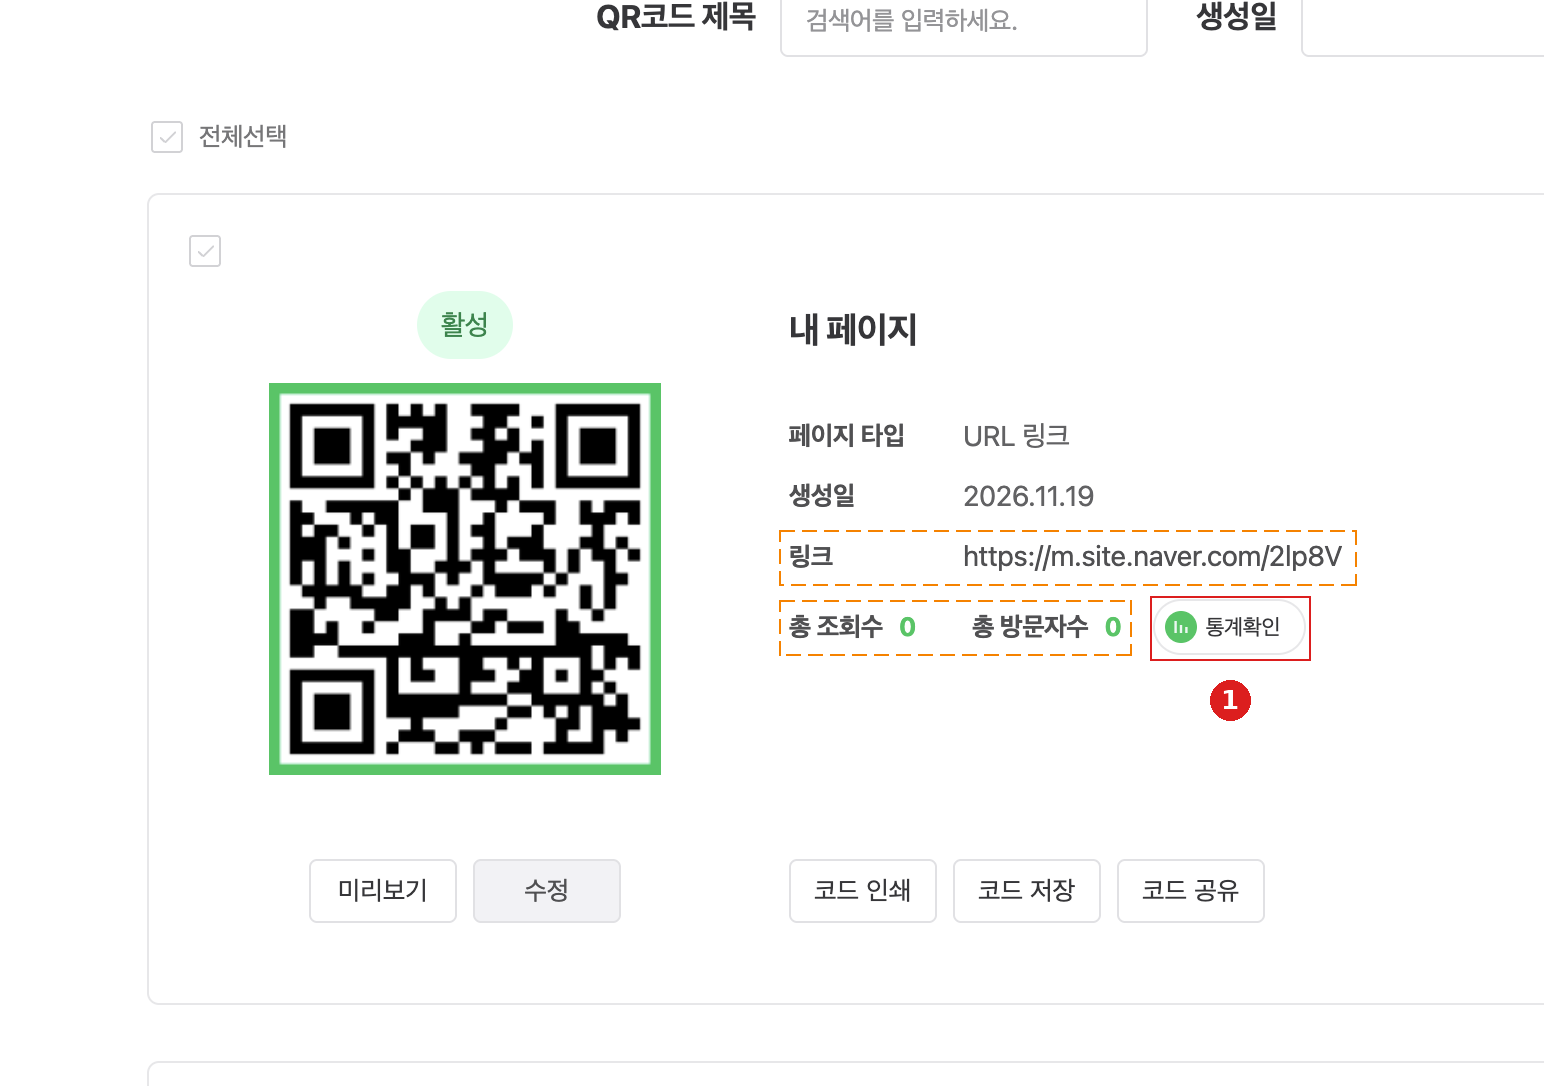 QR코드 제목 검색어를 입력하세요. 생성일
전체선택
활성
내 페이지
페이지 타입 URL 링크
생성일 2026.11.19
링크 https://m.site.naver.com/2lp8V
총 조회수 0 총 방문자수 0 통계확인
1
미리보기 수정 코드 인쇄 코드 저장 코드 공유